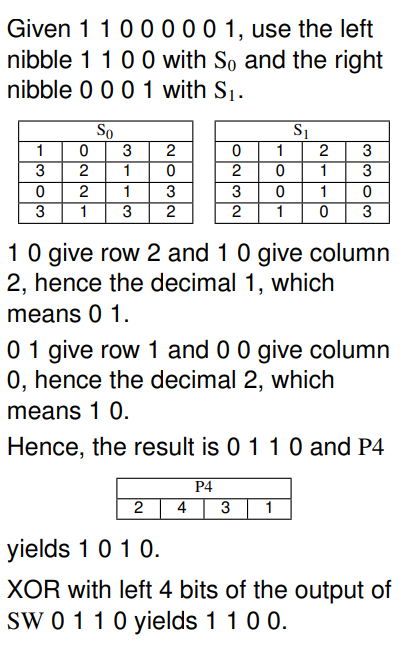 Given 1 1 0 0 0 0 0 1, use the left
nibble 1 1 0 0 with S₀ and the right
nibble 0 0 0 1 with S₁.
S₀
1 0 3 2
3 2 1 0
0 2 1 3
3 1 3 2
S₁
0 1 2 3
2 0 1 3
3 0 1 0
2 1 0 3
1 0 give row 2 and 1 0 give column
2, hence the decimal 1, which
means 0 1.
0 1 give row 1 and 0 0 give column
0, hence the decimal 2, which
means 1 0.
Hence, the result is 0 1 1 0 and P4
P4
2 4 3 1
yields 1 0 1 0.
XOR with left 4 bits of the output of
SW 0 1 1 0 yields 1 1 0 0.